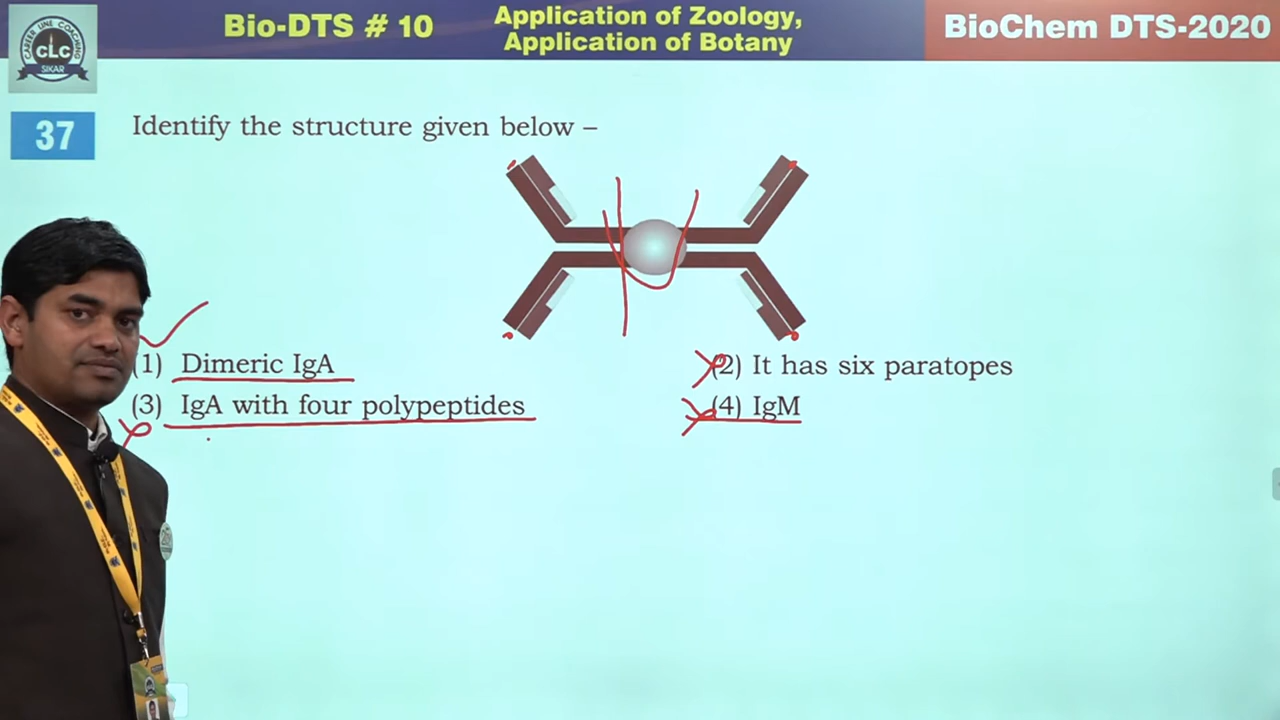 CAREER LINE COACHING
CLC
SIKAR
Bio-DTS # 10
Application of Zoology,
Application of Botany
BioChem DTS-2020
37
Identify the structure given below –
(1) Dimeric IgA
(2) It has six paratopes
(3) IgA with four polypeptides
(4) IgM